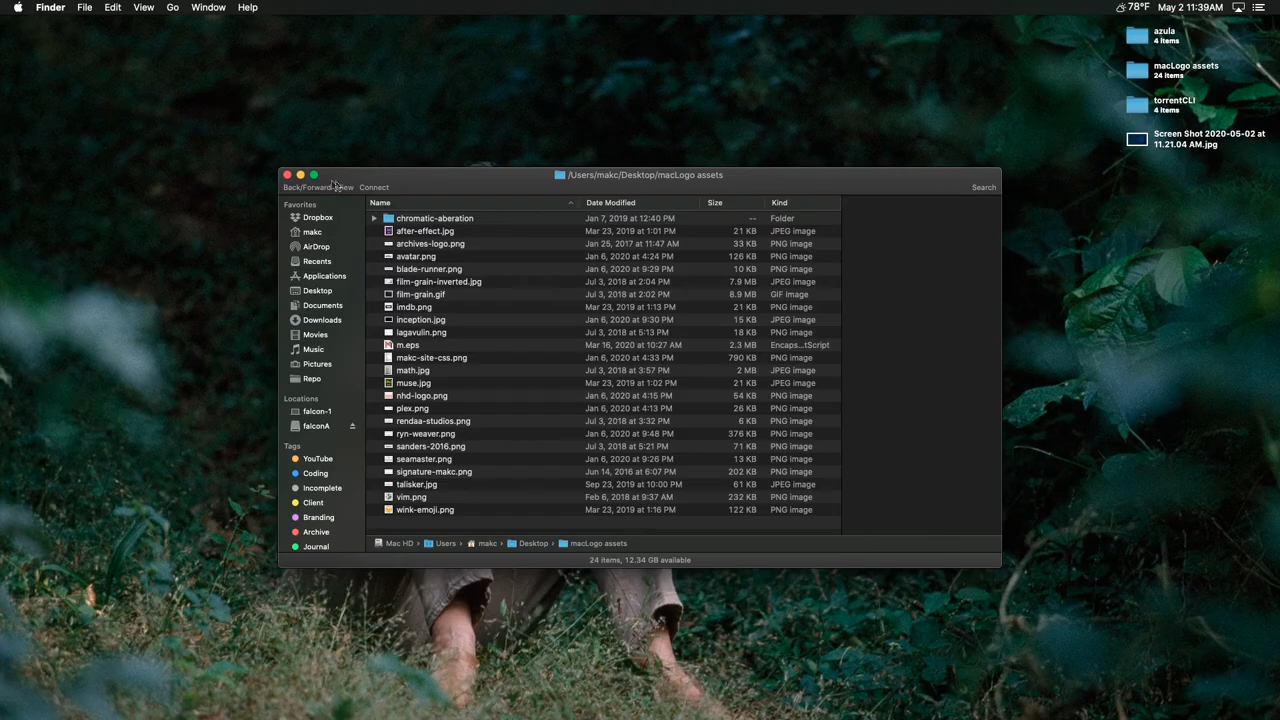 Finder File Edit View Go Window Help 78°F May 2 11:39AM
azula
4 items
macLogo assets
24 items
torrentCLI
4 items
Screen Shot 2020-05-02 at
11.21.04 AM.jpg
/Users/makc/Desktop/macLogo assets
Back/Forward View Connect Search
Favorites
Dropbox
makc
AirDrop
Recents
Applications
Desktop
Documents
Downloads
Movies
Music
Pictures
Repo
Locations
falcon-1
falconA
Tags
YouTube
Coding
Incomplete
Client
Branding
Archive
Journal
Name Date Modified Size Kind
chromatic-aberation Jan 7, 2019 at 12:40 PM -- Folder
after-effect.jpg Mar 23, 2019 at 1:01 PM 21 KB JPEG image
archives-logo.png Jan 25, 2017 at 11:47 AM 33 KB PNG image
avatar.png Jan 6, 2020 at 4:24 PM 126 KB PNG image
blade-runner.png Jan 6, 2020 at 9:29 PM 10 KB PNG image
film-grain-inverted.jpg Jul 3, 2018 at 2:04 PM 7.9 MB JPEG image
film-grain.gif Jul 3, 2018 at 2:02 PM 8.9 MB GIF image
imdb.png Mar 23, 2019 at 1:13 PM 21 KB PNG image
inception.jpg Jan 6, 2020 at 9:30 PM 15 KB JPEG image
lagavulin.png Jul 3, 2018 at 5:13 PM 18 KB PNG image
m.eps Mar 16, 2020 at 10:27 AM 2.3 MB Encaps...tScript
makc-site-css.png Jan 6, 2020 at 4:33 PM 790 KB PNG image
math.jpg Jul 3, 2018 at 3:57 PM 2 MB JPEG image
muse.jpg Mar 23, 2019 at 1:02 PM 21 KB JPEG image
nhd-logo.png Jan 6, 2020 at 4:15 PM 54 KB PNG image
plex.png Jan 6, 2020 at 4:13 PM 26 KB PNG image
rendaa-studios.png Jul 3, 2018 at 3:32 PM 6 KB PNG image
ryn-weaver.png Jan 6, 2020 at 9:48 PM 376 KB PNG image
sanders-2016.png Jul 3, 2018 at 5:21 PM 71 KB PNG image
seamaster.png Jan 6, 2020 at 9:26 PM 13 KB PNG image
signature-makc.png Jun 14, 2016 at 6:07 PM 202 KB PNG image
talisker.jpg Sep 23, 2019 at 10:00 PM 61 KB JPEG image
vim.png Feb 6, 2018 at 9:37 AM 232 KB PNG image
wink-emoji.png Mar 23, 2019 at 1:16 PM 122 KB PNG image
Mac HD › Users › makc › Desktop › macLogo assets
24 items, 12.34 GB available